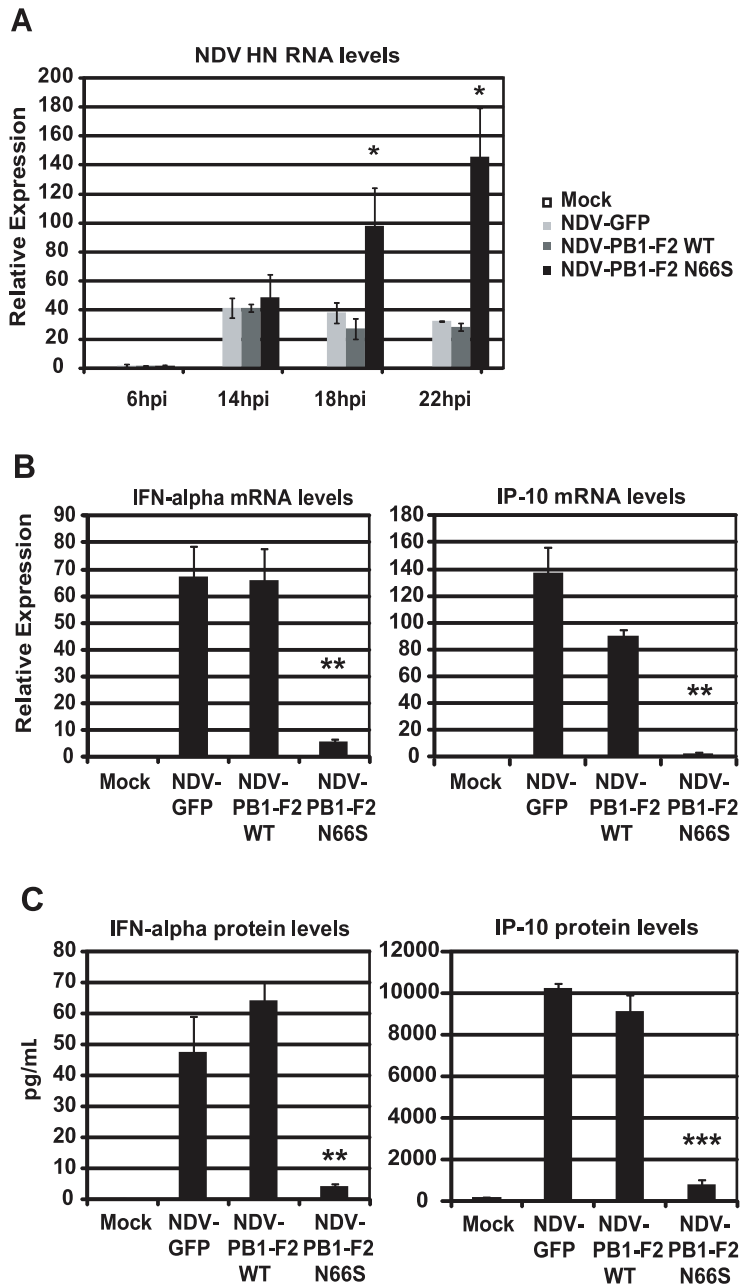 A
NDV HN RNA levels
Relative Expression
200
180
160
140
120
100
80
60
40
20
0
*
*
6hpi
14hpi
18hpi
22hpi
Mock
NDV-GFP
NDV-PB1-F2 WT
NDV-PB1-F2 N66S
B
IFN-alpha mRNA levels
Relative Expression
90
80
70
60
50
40
30
20
10
0
**
Mock
NDV-
GFP
NDV-
PB1-F2
WT
NDV-
PB1-F2
N66S
IP-10 mRNA levels
180
160
140
120
100
80
60
40
20
0
**
Mock
NDV-
GFP
NDV-
PB1-F2
WT
NDV-
PB1-F2
N66S
C
IFN-alpha protein levels
pg/mL
80
70
60
50
40
30
20
10
0
**
Mock
NDV-
GFP
NDV-
PB1-F2
WT
NDV-
PB1-F2
N66S
IP-10 protein levels
12000
10000
8000
6000
4000
2000
0
***
Mock
NDV-
GFP
NDV-
PB1-F2
WT
NDV-
PB1-F2
N66S